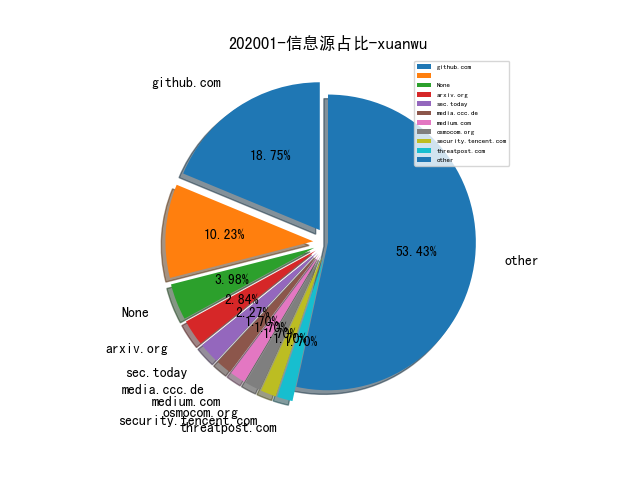 202001-信息源占比-xuanwu
github.com
None
arxiv.org
sec.today
media.ccc.de
medium.com
osmocom.org
security.tencent.com
threatpost.com
other
github.com
18.75%
10.23%
53.43%
other
3.98%
2.84%
2.27%
1.70%
1.70%
1.70%
1.70%
1.70%
None
arxiv.org
sec.today
media.ccc.de
medium.com
osmocom.org
security.tencent.com
threatpost.com